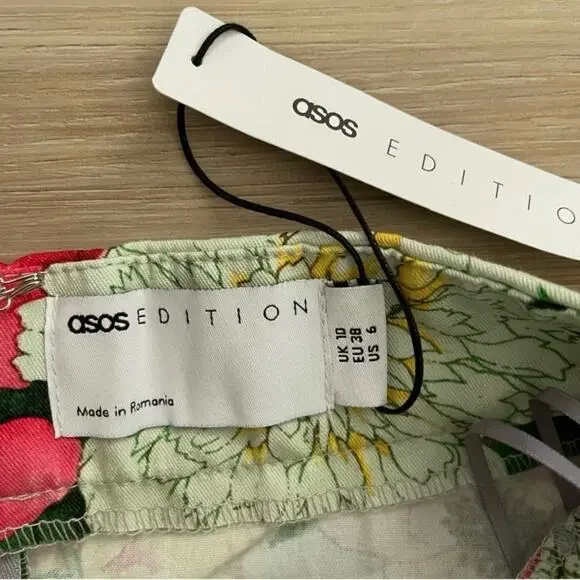 asos EDITIO
asos EDITION
Made in Romania
UK 10
EU 38
US 6